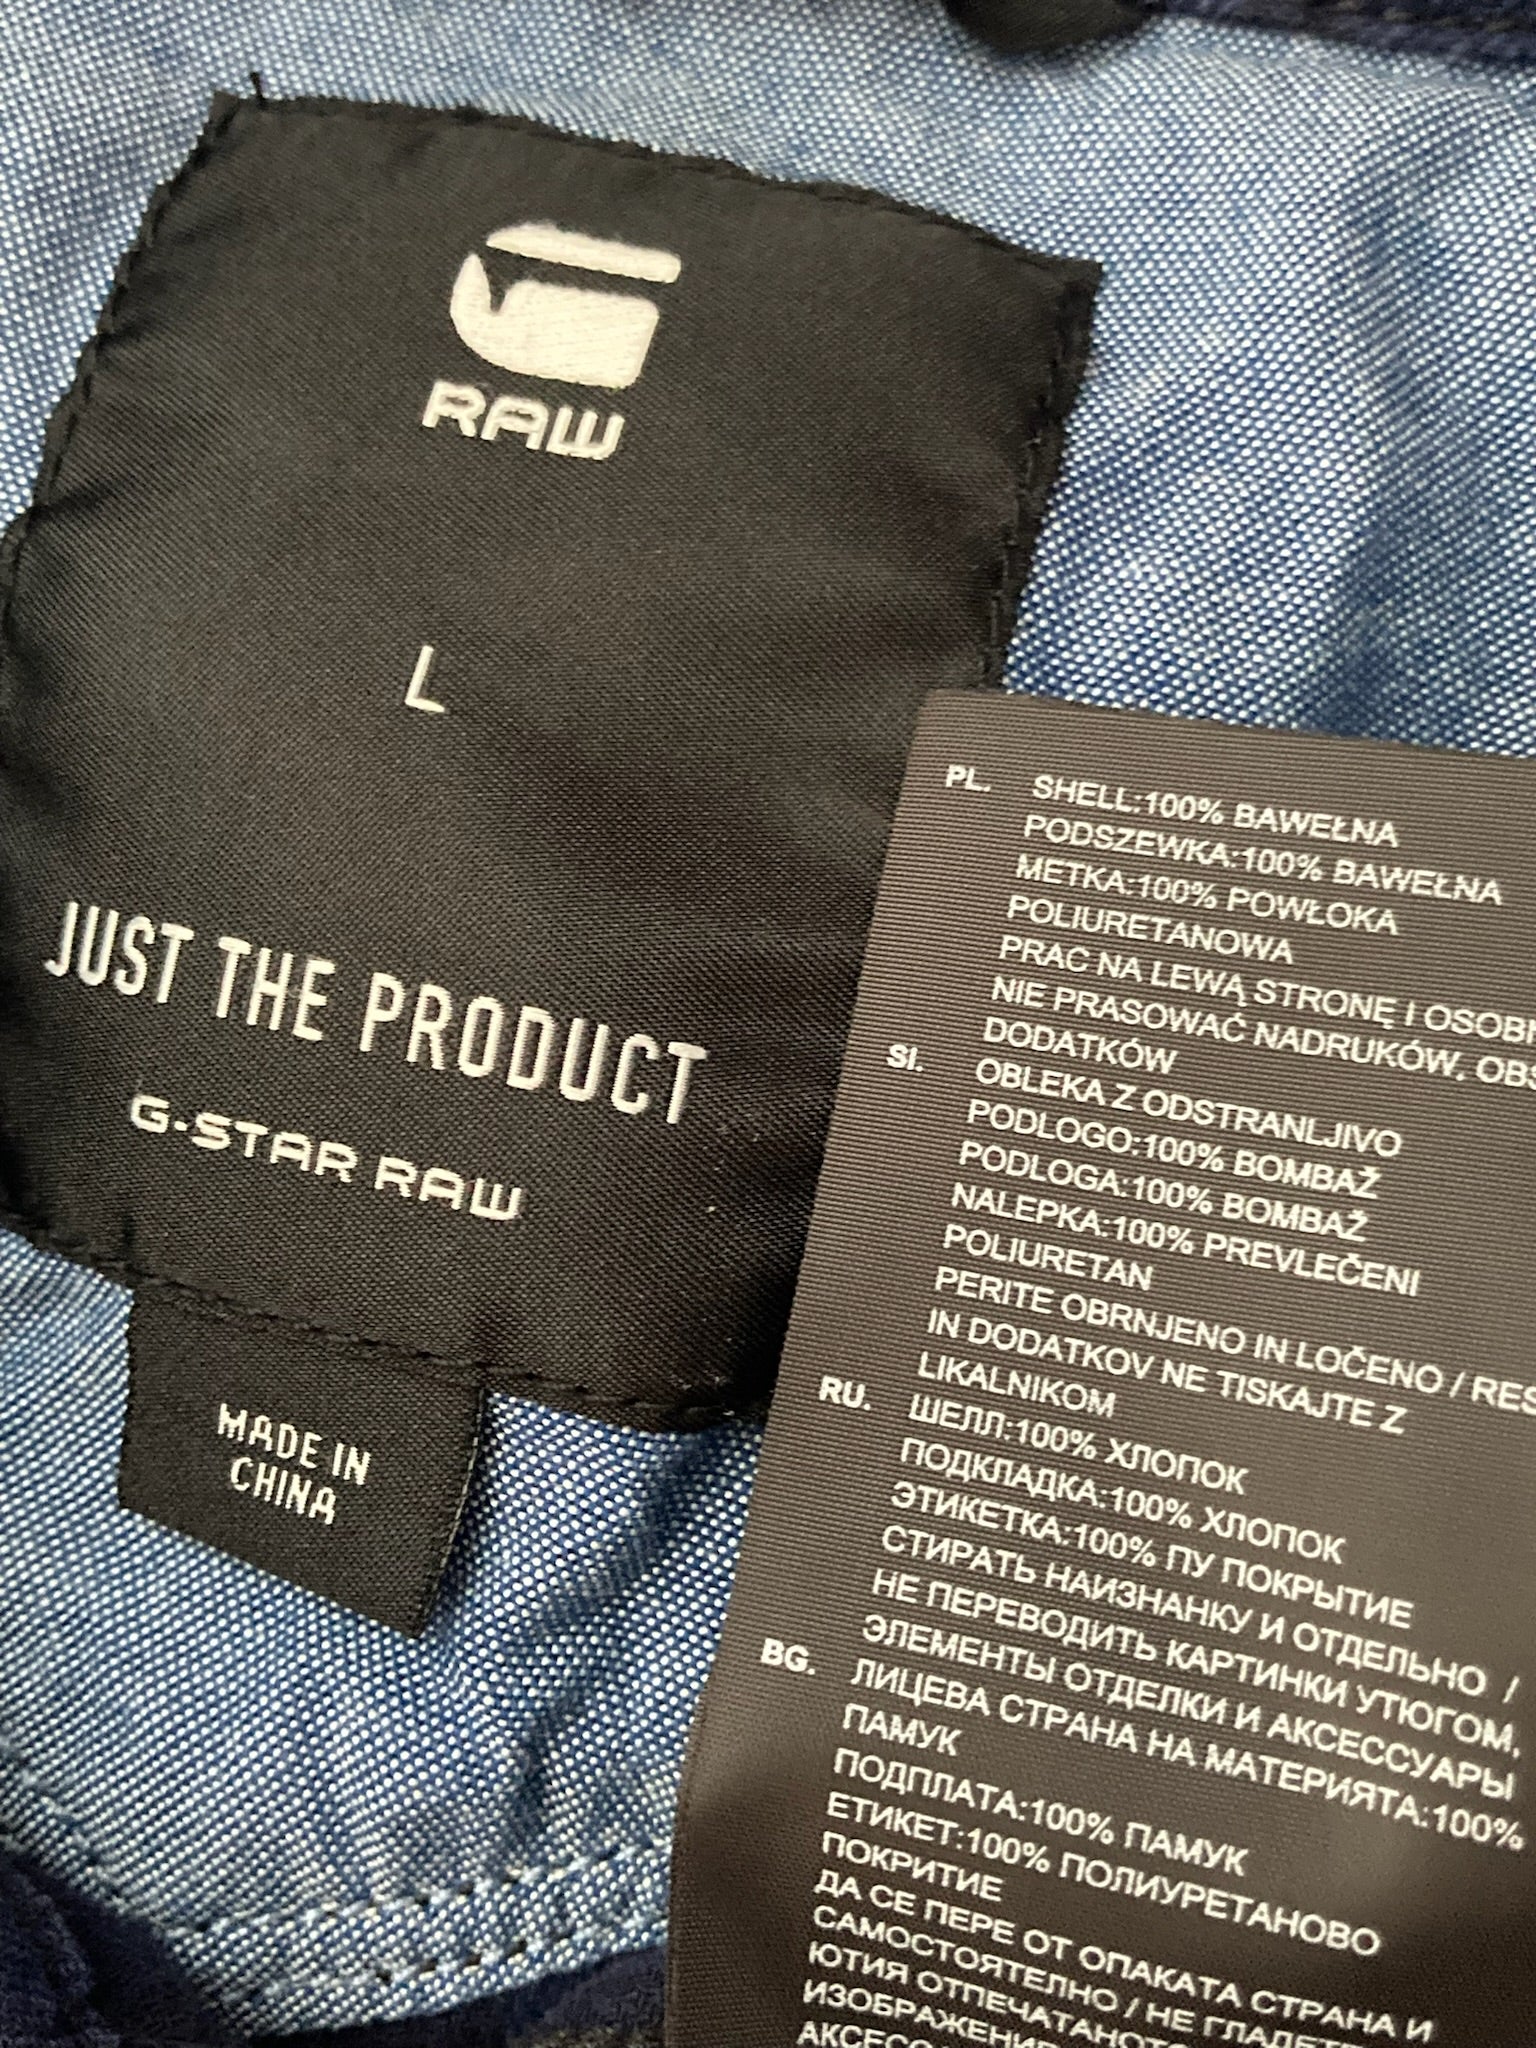 RAW
L
JUST THE PRODUCT
G-STAR RAW
MADE IN
CHINA
PL. SHELL:100% BAWEŁNA
PODSZEWKA:100% BAWEŁNA
METKA:100% POWŁOKA
POLIURETANOWA
PRAĆ NA LEWĄ STRONĘ I
NIE PRASOWAĆ NADRUKÓW,
DODATKÓW
SI. OBLEKA Z ODSTRANLJIVO
PODLOGO:100% BOMBAŽ
PODLOGA:100% BOMBAŽ
NALEPKA:100% PREVLEČENI
POLIURETAN
PERITE OBRNJENO IN LOČENO /
IN DODATKOV NE TISKAJTE Z
LIKALNIKOM
RU. ШЕЛЛ:100% ХЛОПОК
ПОДКЛАДКА:100% ХЛОПОК
ЭТИКЕТКА:100% ПУ ПОКРЫТИЕ
СТИРАТЬ НАИЗНАНКУ И ОТДЕЛЬНО /
НЕ ПЕРЕВОДИТЬ КАРТИНКИ УТЮГОМ,
ЭЛЕМЕНТЫ ОТДЕЛКИ И АКСЕССУАРЫ
BG. ЛИЦЕВА СТРАНА НА МАТЕРИЯТА:100%
ПАМУК
ПОДПЛАТА:100% ПАМУК
ЕТИКЕТ:100% ПОЛИУРЕТАНОВО
ПОКРИТИЕ
ДА СЕ ПЕРЕ ОТ ОПАКАТА СТРАНА И
САМОСТОЯТЕЛНО / НЕ ГЛАДЕТЕ
ЮТИЯ